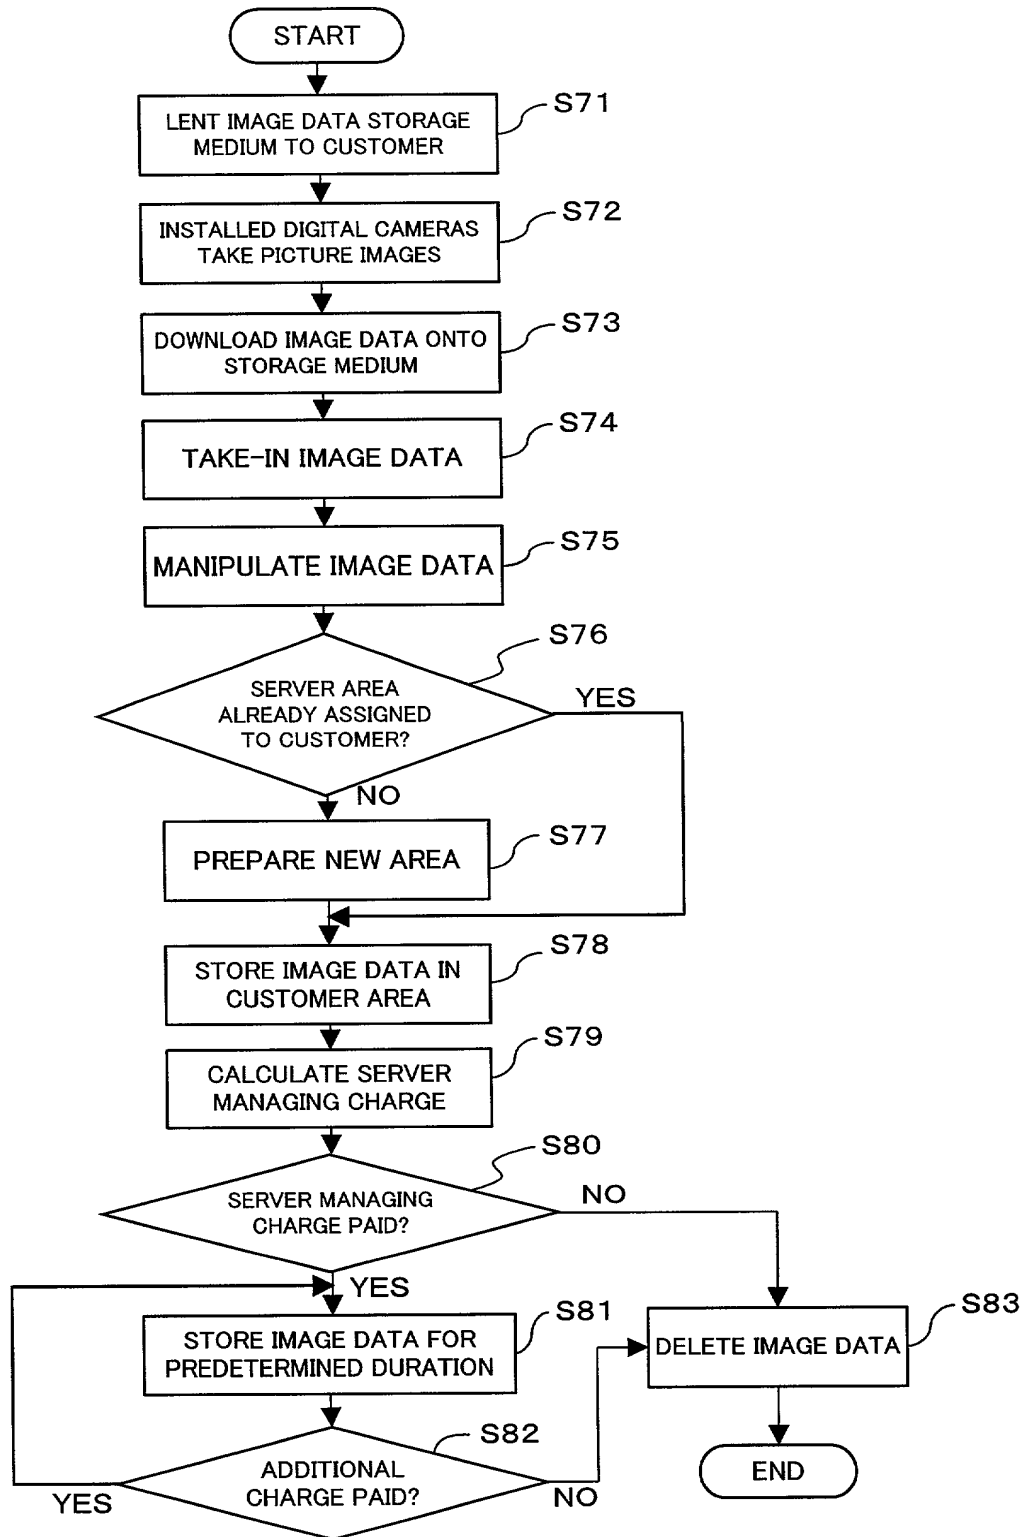 START
S71
LENT IMAGE DATA STORAGE
MEDIUM TO CUSTOMER
S72
INSTALLED DIGITAL CAMERAS
TAKE PICTURE IMAGES
S73
DOWNLOAD IMAGE DATA ONTO
STORAGE MEDIUM
S74
TAKE-IN IMAGE DATA
S75
MANIPULATE IMAGE DATA
S76
SERVER AREA
ALREADY ASSIGNED
TO CUSTOMER?
YES
NO
S77
PREPARE NEW AREA
S78
STORE IMAGE DATA IN
CUSTOMER AREA
S79
CALCULATE SERVER
MANAGING CHARGE
S80
SERVER MANAGING
CHARGE PAID?
NO
YES
S81
STORE IMAGE DATA FOR
PREDETERMINED DURATION
S83
DELETE IMAGE DATA
S82
ADDITIONAL
CHARGE PAID?
YES
NO
END